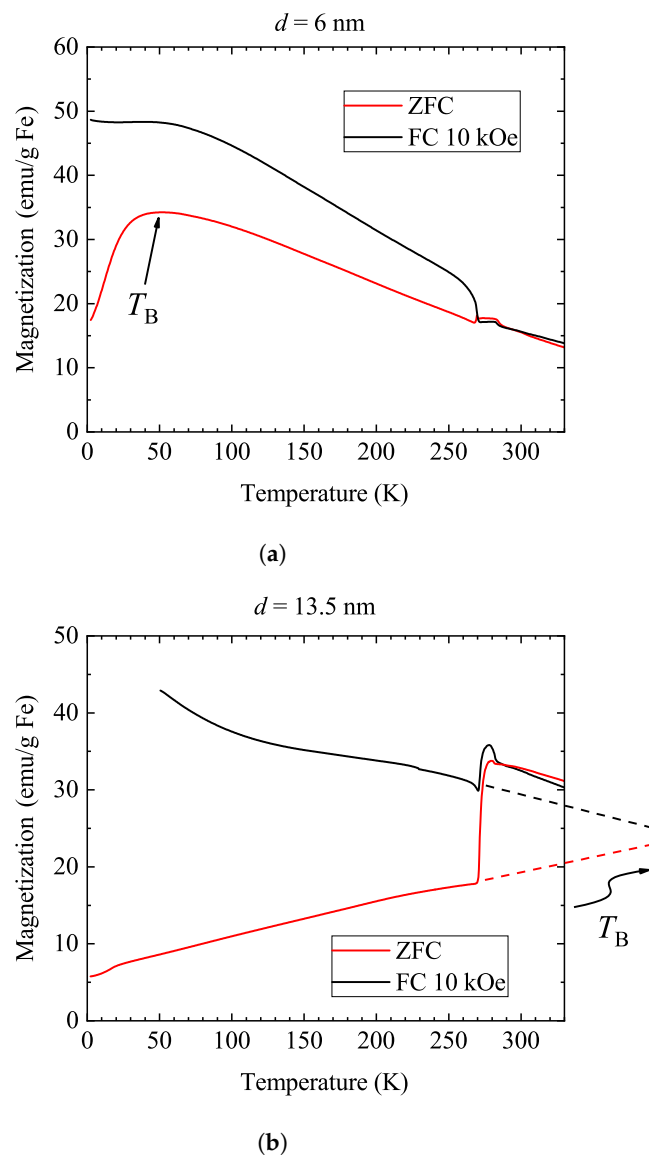 d = 6 nm
60
50
40
30
20
10
0
Magnetization (emu/g Fe)
ZFC
FC 10 kOe
T_B
0 50 100 150 200 250 300
Temperature (K)
(a)
d = 13.5 nm
50
40
30
20
10
0
Magnetization (emu/g Fe)
T_B
ZFC
FC 10 kOe
0 50 100 150 200 250 300
Temperature (K)
(b)